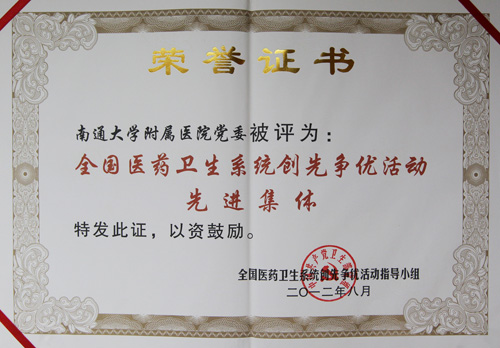 荣誉证书
南通大学附属医院党委被评为：
全国医药卫生系统创先争优活动
先进集体
特发此证，以资鼓励。
全国医药卫生系统创先争优活动指导小组
二〇一二年八月